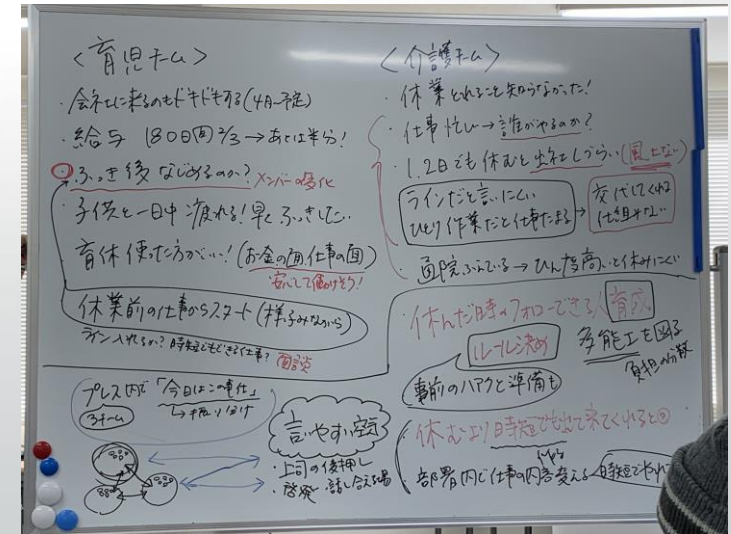 <育児チーム>
・会社に来るのもドキドキする(4月〜予定)
・給与 180日間2/3→あとは半分!
・ふっき後なじめるのか?メンバーの変化
・子供と一日中疲れる!早くふっきしたい
・育休使った方がいい!(お金の面、仕事の面)
安心して働けそう!
休業前の仕事からスタート(様子みながら)
ライン入れるか?時短でもできる仕事?面談
プレス内で「今日はこの電仕」
3チーム
→振り分け
言いやすい空気
・上司の後押し
・啓発・話し合える場
<介護チーム>
・休業とれること知らなかった!
・仕事忙しい→誰がやるのか?
・1,2日でも休むと出社しづらい(風土ない)
ラインだと言いにくい
ひとり作業だと仕事たまる
→交代してくれる
仕組みない
・通院ふらている→ひん度高いと休みにくい
・休んだ時のフォローできる人育成
ルール決め
多能工を図る
負担の分散
事前のハアクと準備も
・休むより時短でも出て来てくれると
・部署内で仕事の内容変える 時短でやれ